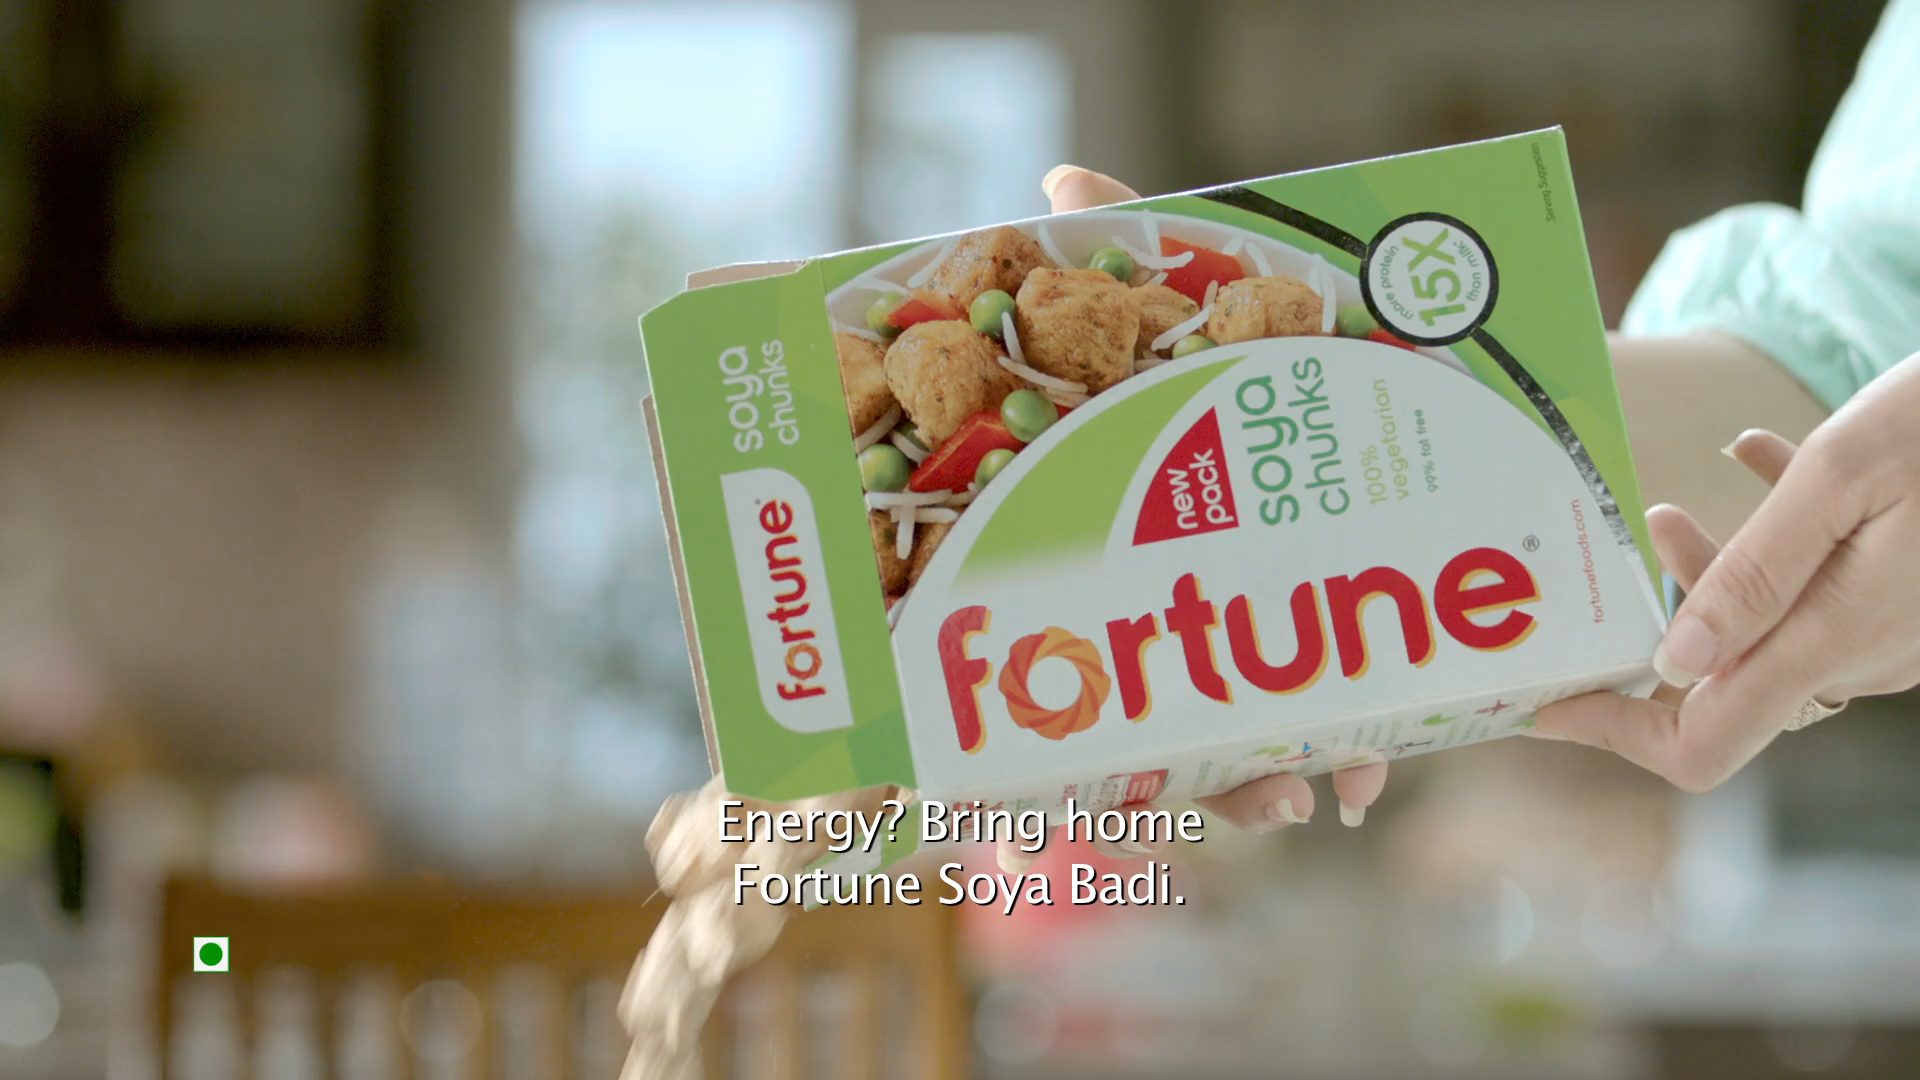 Serving Suggestion
more protein
15X
than milk*
soya
chunks
fortune
new
pack
soya
chunks
100%
vegetarian
99% fat free
fortune
fortunefoods.com
Energy? Bring home
Fortune Soya Badi.